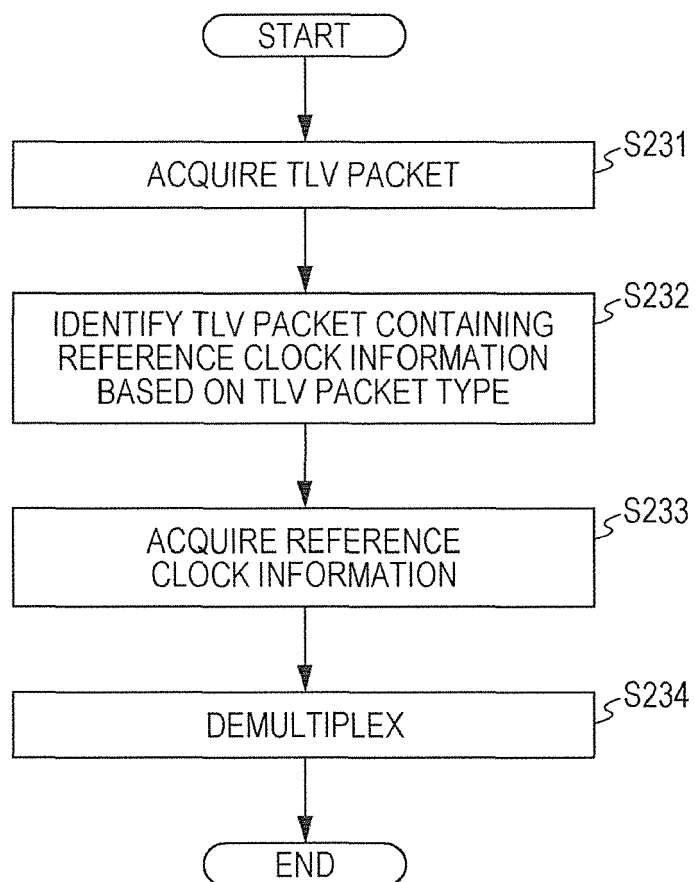 START
S231
ACQUIRE TLV PACKET
S232
IDENTIFY TLV PACKET CONTAINING
REFERENCE CLOCK INFORMATION
BASED ON TLV PACKET TYPE
S233
ACQUIRE REFERENCE
CLOCK INFORMATION
S234
DEMULTIPLEX
END